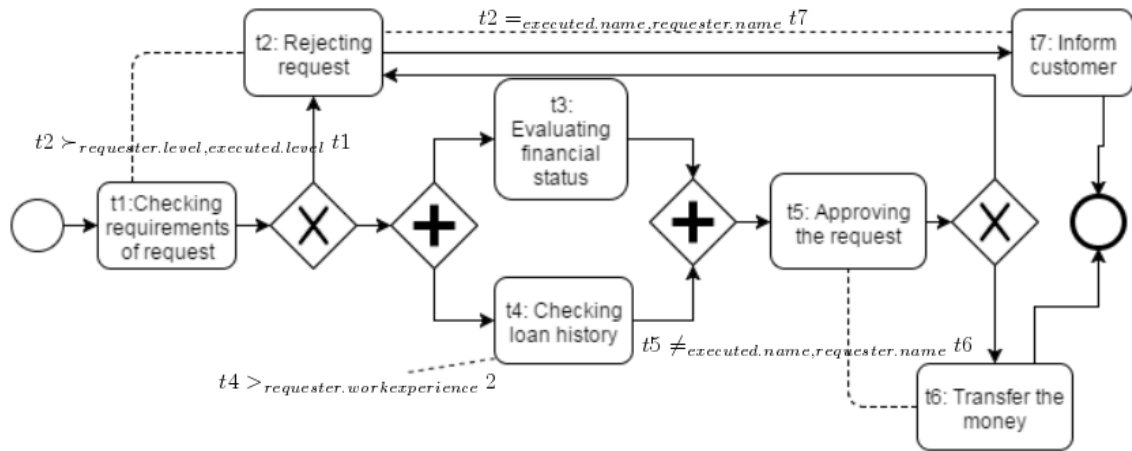 t2 =executed.name,requester.name t7
t2: Rejecting
request
t7: Inform
customer
t3:
Evaluating
financial
status
t2 ≻requester.level,executed.level t1
t1:Checking
requirements
of request
t5: Approving
the request
t4: Checking
loan history
t5 ≠executed.name,requester.name t6
t4 >requester.workexperience 2
t6: Transfer the
money